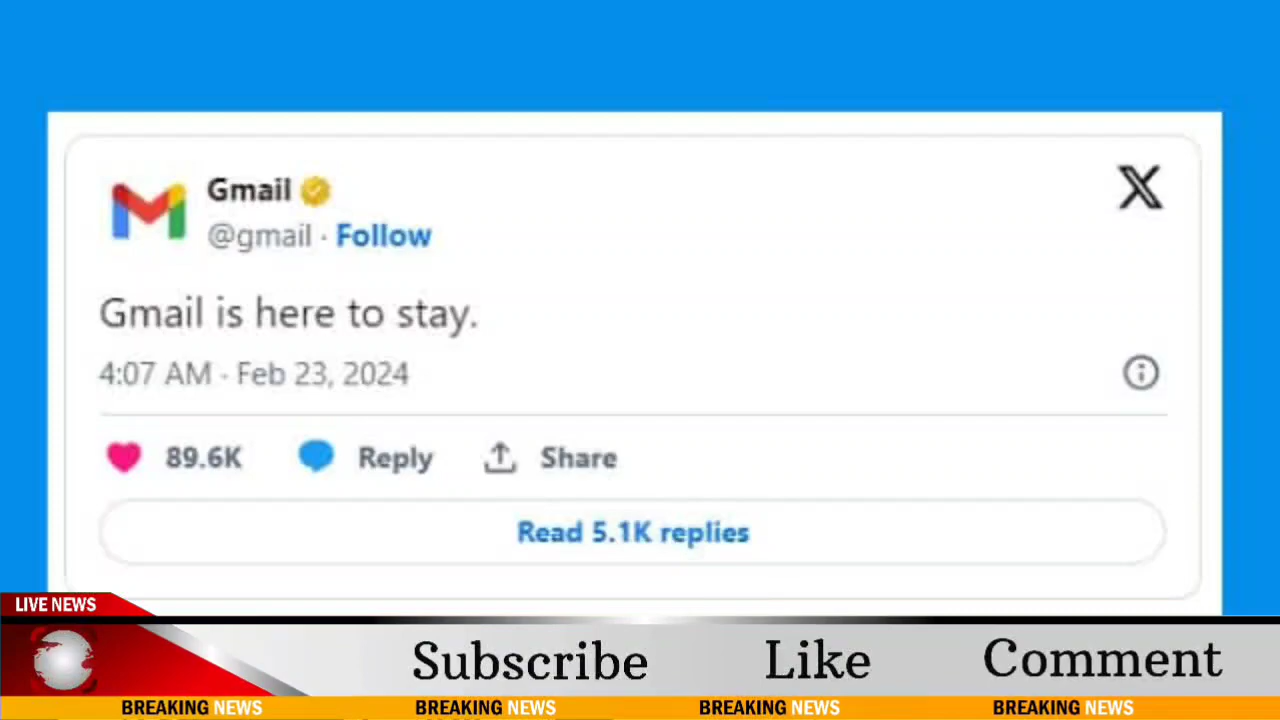 Gmail
@gmail · Follow
Gmail is here to stay.
4:07 AM · Feb 23, 2024
89.6K Reply Share
Read 5.1K replies
LIVE NEWS
Subscribe Like Comment
BREAKING NEWS BREAKING NEWS BREAKING NEWS BREAKING NEWS